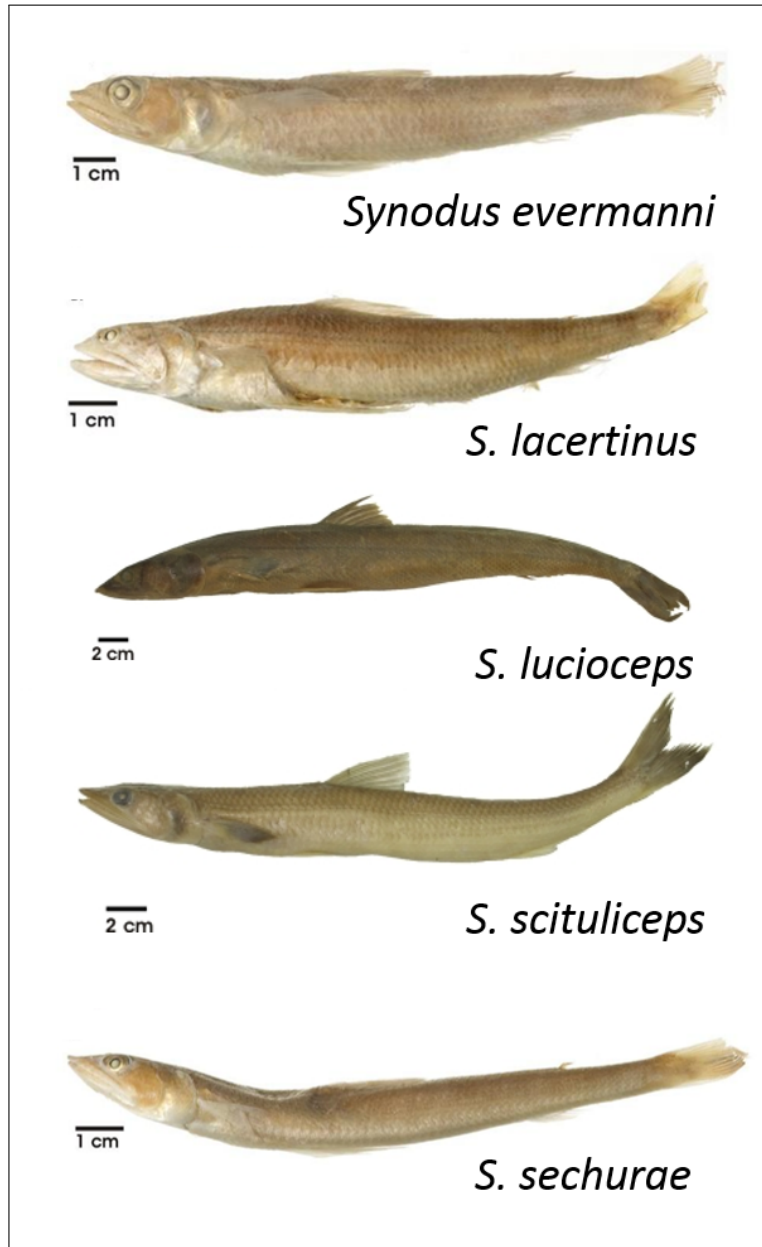 1 cm
Synodus evermanni
1 cm
S. lacertinus
2 cm
S. lucioceps
2 cm
S. scituliceps
1 cm
S. sechurae